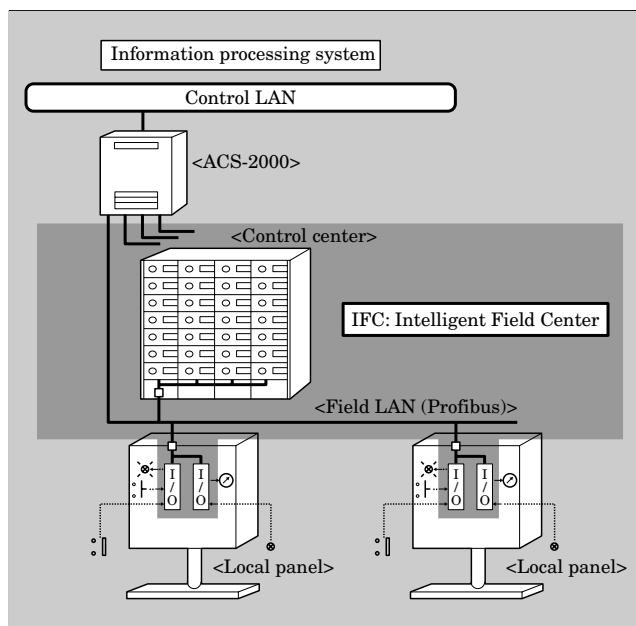 Information processing system
Control LAN
<ACS-2000>
<Control center>
IFC: Intelligent Field Center
<Field LAN (Profibus)>
I/O
I/O
I/O
I/O
<Local panel>
<Local panel>